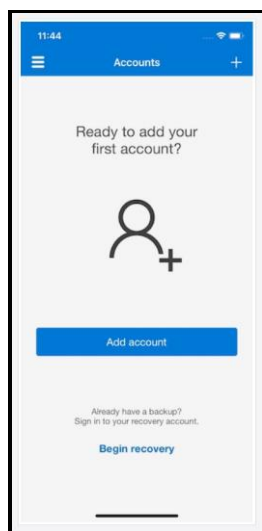 11:44
Accounts
Ready to add your
first account?
Add account
Already have a backup?
Sign in to your recovery account.
Begin recovery